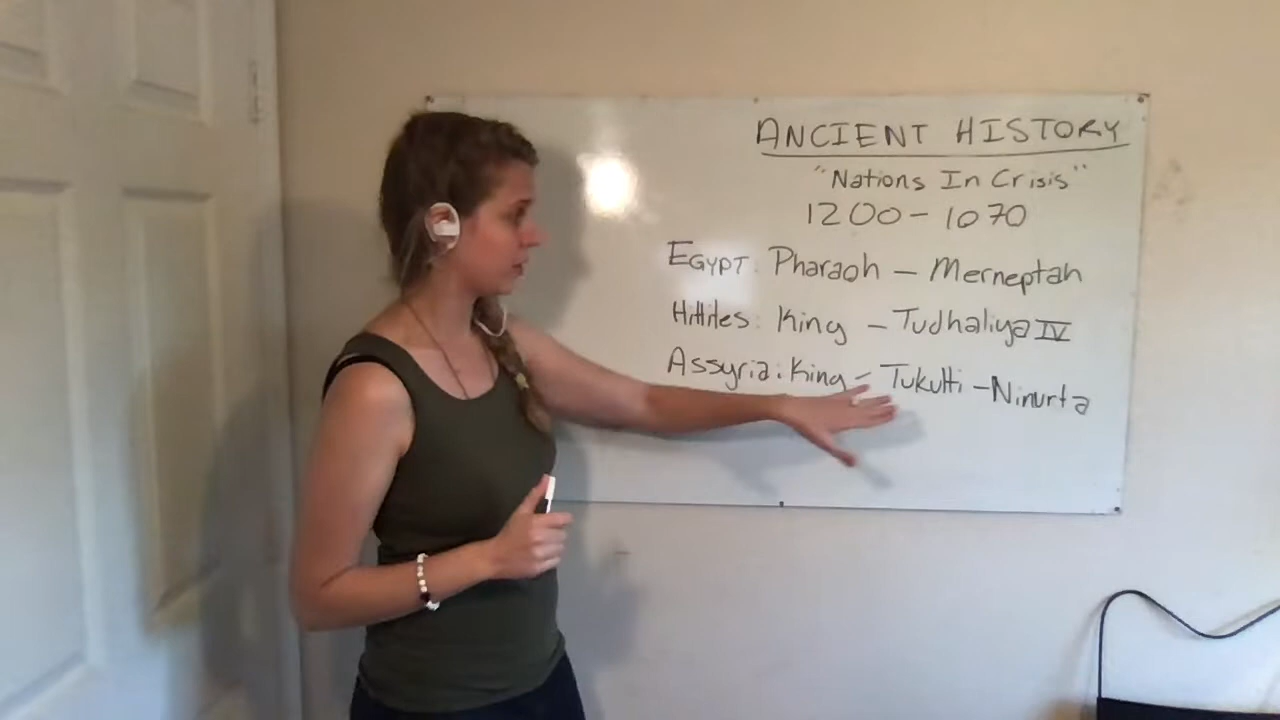 ANCIENT HISTORY
"Nations In Crisis"
1200 - 1070
EGYPT: Pharaoh - Merneptah
Hittites: King - Tudhaliya IV
Assyria: King - Tukulti - Ninurta